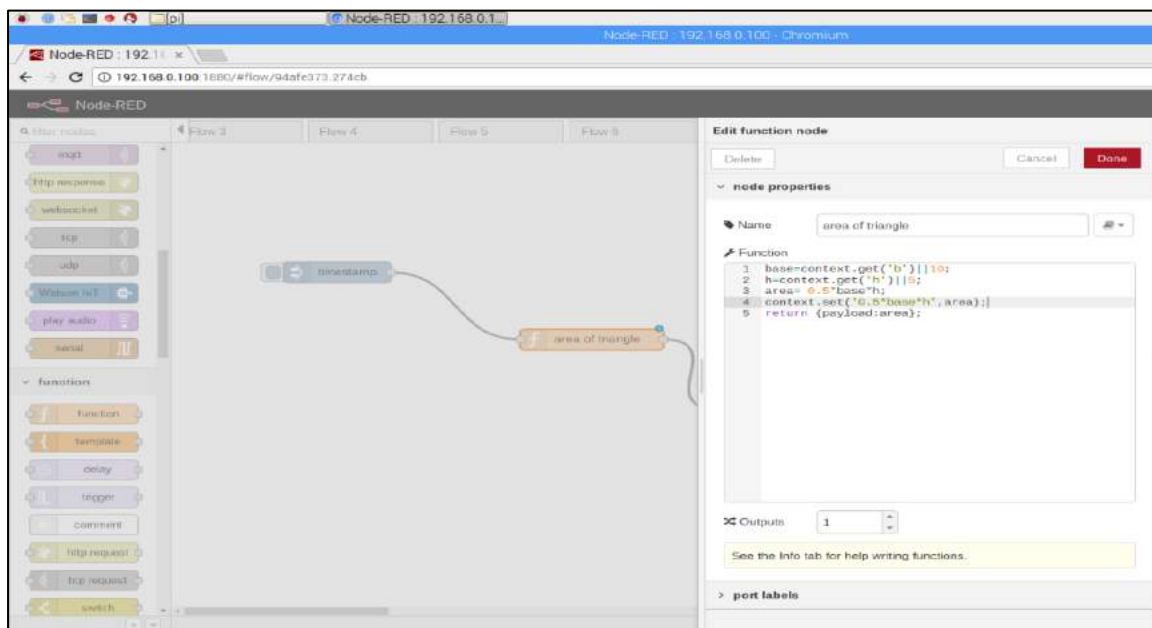 [pi]
Node-RED : 192.168.0.1...
Node-RED : 192.168.0.100 - Chromium
Node-RED : 192.1
192.168.0.100:1880/#flow/94afe373.274cb
Node-RED
filter nodes
Flow 3
Flow 4
Flow 5
Flow 6
mqtt
http response
websocket
tcp
udp
Watson IoT
play audio
serial
function
function
template
delay
trigger
comment
http request
tcp request
switch
timestamp
area of triangle
Edit function node
Delete
Cancel
Done
node properties
Name
area of triangle
Function
1 base=context.get('b')||10;
2 h=context.get('h')||5;
3 area= 0.5*base*h;
4 context.set('0.5*base*h',area);
5 return {payload:area};
Outputs
1
See the Info tab for help writing functions.
port labels